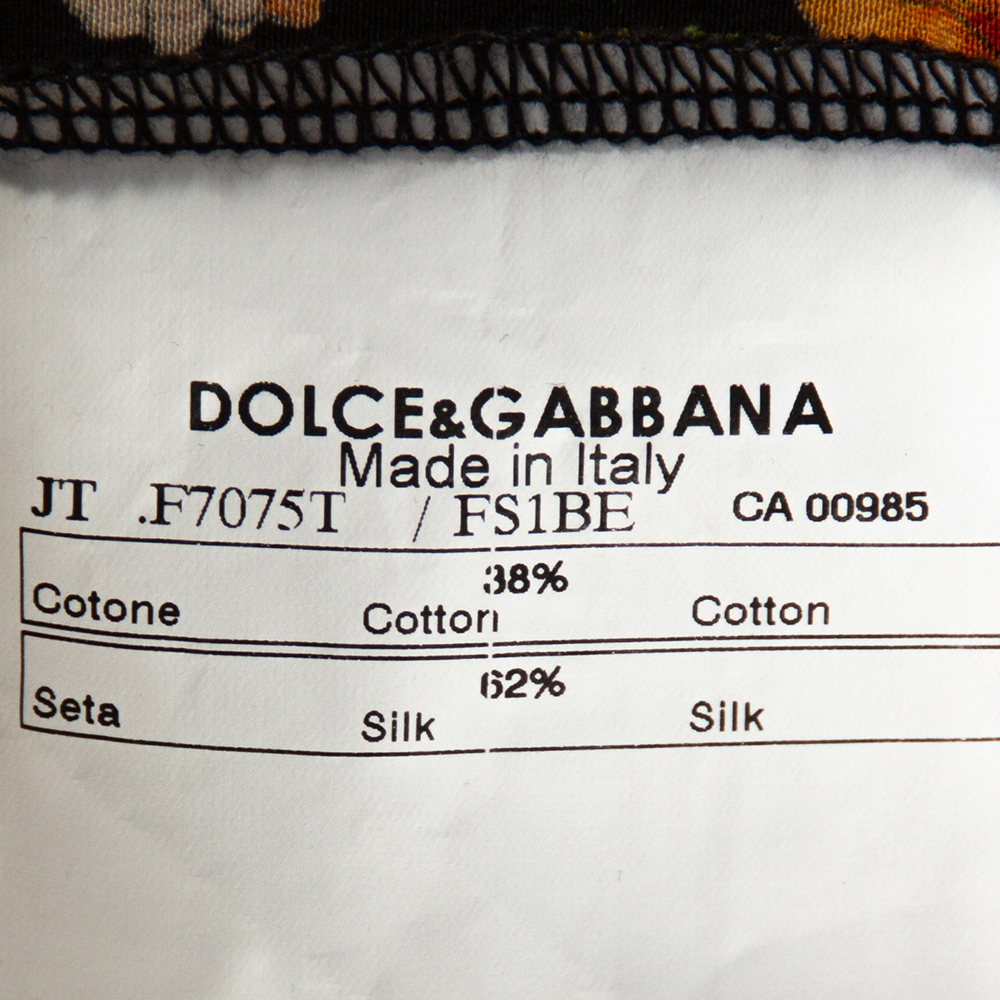 DOLCE&GABBANA
Made in Italy
JT .F7075T / FS1BE CA 00985
38%
Cotone Cotton Cotton
62%
Seta Silk Silk